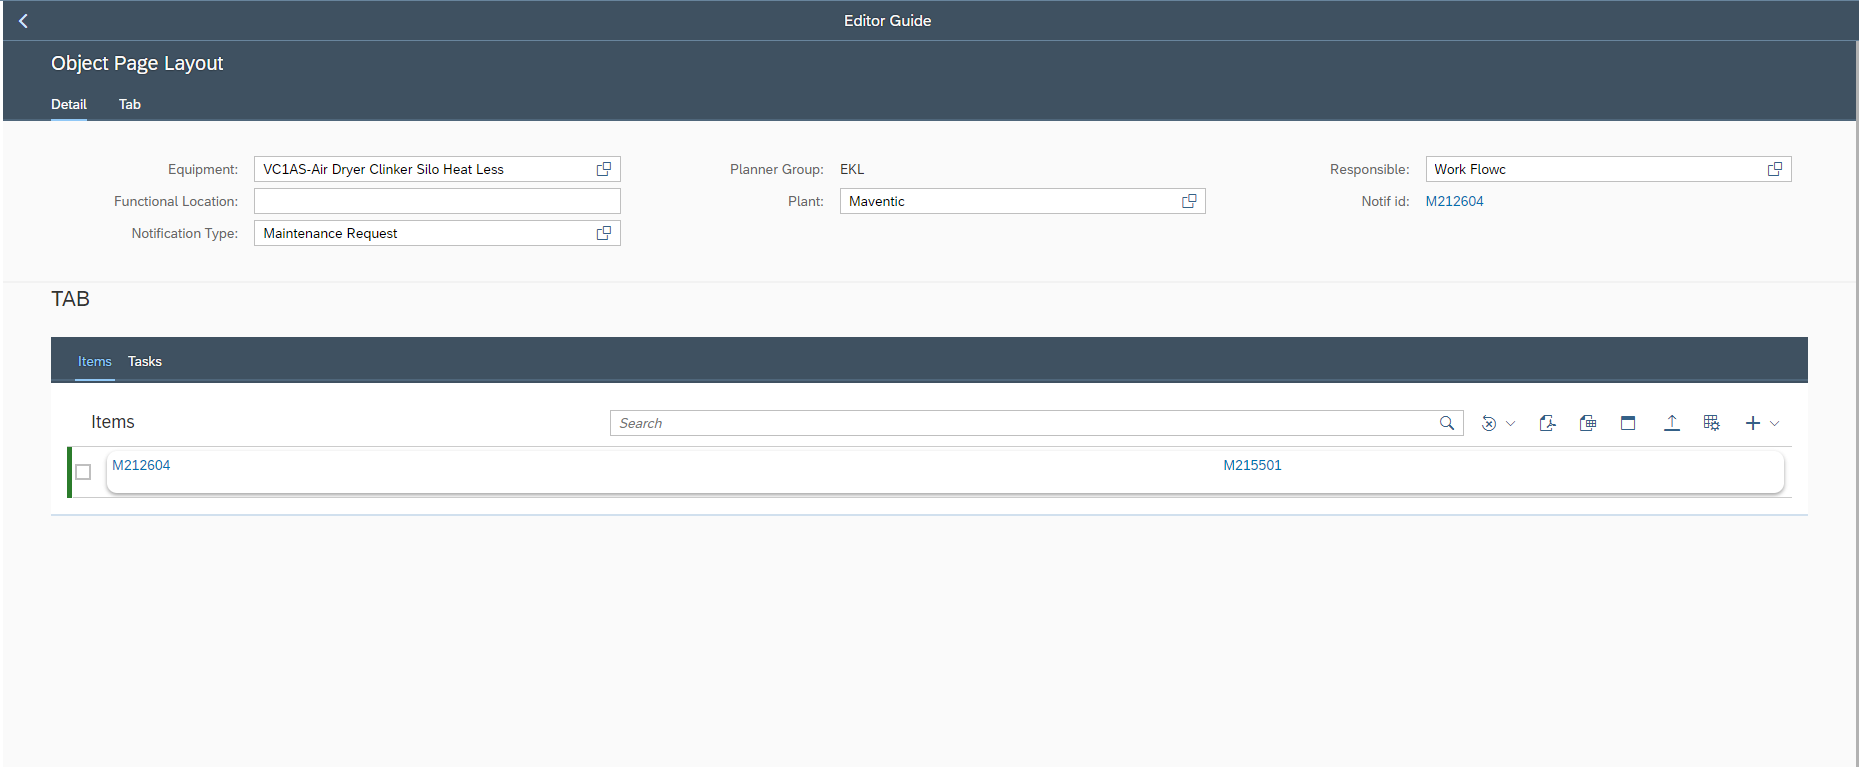 Editor Guide
Object Page Layout
Detail Tab
Equipment: VC1AS-Air Dryer Clinker Silo Heat Less Planner Group: EKL Responsible: Work Flowc
Functional Location: Plant: Maventic Notif id: M212604
Notification Type: Maintenance Request
TAB
Items Tasks
Items Search
M212604 M215501